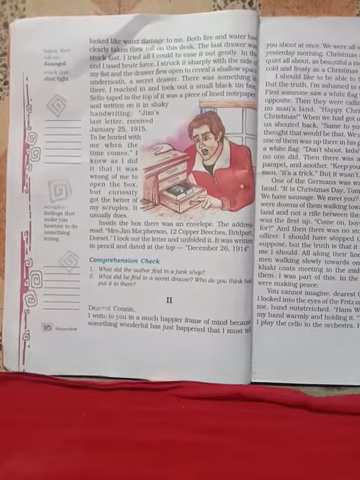 looked like water damage to me. Both fire and water had
clearly taken their toll on this desk. The last drawer was
stuck fast. I tried all I could to ease it out gently. In the
end I used brute force. I struck it sharply with the side of
my fist and the drawer flew open to reveal a shallow space
underneath, a secret drawer. There was something in
there. I reached in and took out a small black tin box.
Sello-taped to the top of it was a piece of lined notepaper,
and written on it in shaky
handwriting: "Jim's
last letter, received
January 25, 1915.
To be buried with
me when the
time comes." I
knew as I did
it that it was
wrong of me to
open the box,
but curiosity
got the better of
my scruples. It
usually does.
Inside the box there was an envelope. The address
read: "Mrs Jim Macpherson, 12 Copper Beeches, Bridport,
Dorset." I took out the letter and unfolded it. It was written
in pencil and dated at the top — "December 26, 1914"
taken their
toll on:
damaged
stuck fast:
shut tight
scruples:
feelings that
make you
hesitate to do
something
wrong
Comprehension Check
1. What did the author find in a junk shop?
2. What did he find in a secret drawer? Who do you think had
put it in there?
II
Dearest Connie,
I write to you in a much happier frame of mind because
something wonderful has just happened that I must tell
Honeydew
you about at once. We were all
yesterday morning, Christmas
quiet all about, as beautiful a mo
cold and frosty as a Christmas
I should like to be able to
But the truth, I'm ashamed to
First someone saw a white flag
opposite. Then they were call
no man's land, "Happy Chri
Christmas!" When we had got o
us shouted back, "Same to
thought that would be that. We a
one of them was up there in his
a white flag. "Don't shoot, lads!
no one did. Then there was
parapet, and another. "Keep you
men, "it's a trick." But it wasn't.
One of the Germans was
head. "It is Christmas Day, Tom
We have sausage. We meet you?
were dozens of them walking tow
land and not a rifle between
was the first up. "Come on, boy
for?" And then there was no sto
officer. I should have stopped
suppose, but the truth is that it
me I should. All along their line
men walking slowly towards on
khaki coats meeting in the mid
them. I was part of this. In the
were making peace.
You cannot imagine, dearest
I looked into the eyes of the Fritz o
me, hand outstretched. "Hans W
my hand warmly and holding it. "
I play the cello in the orchestra. I